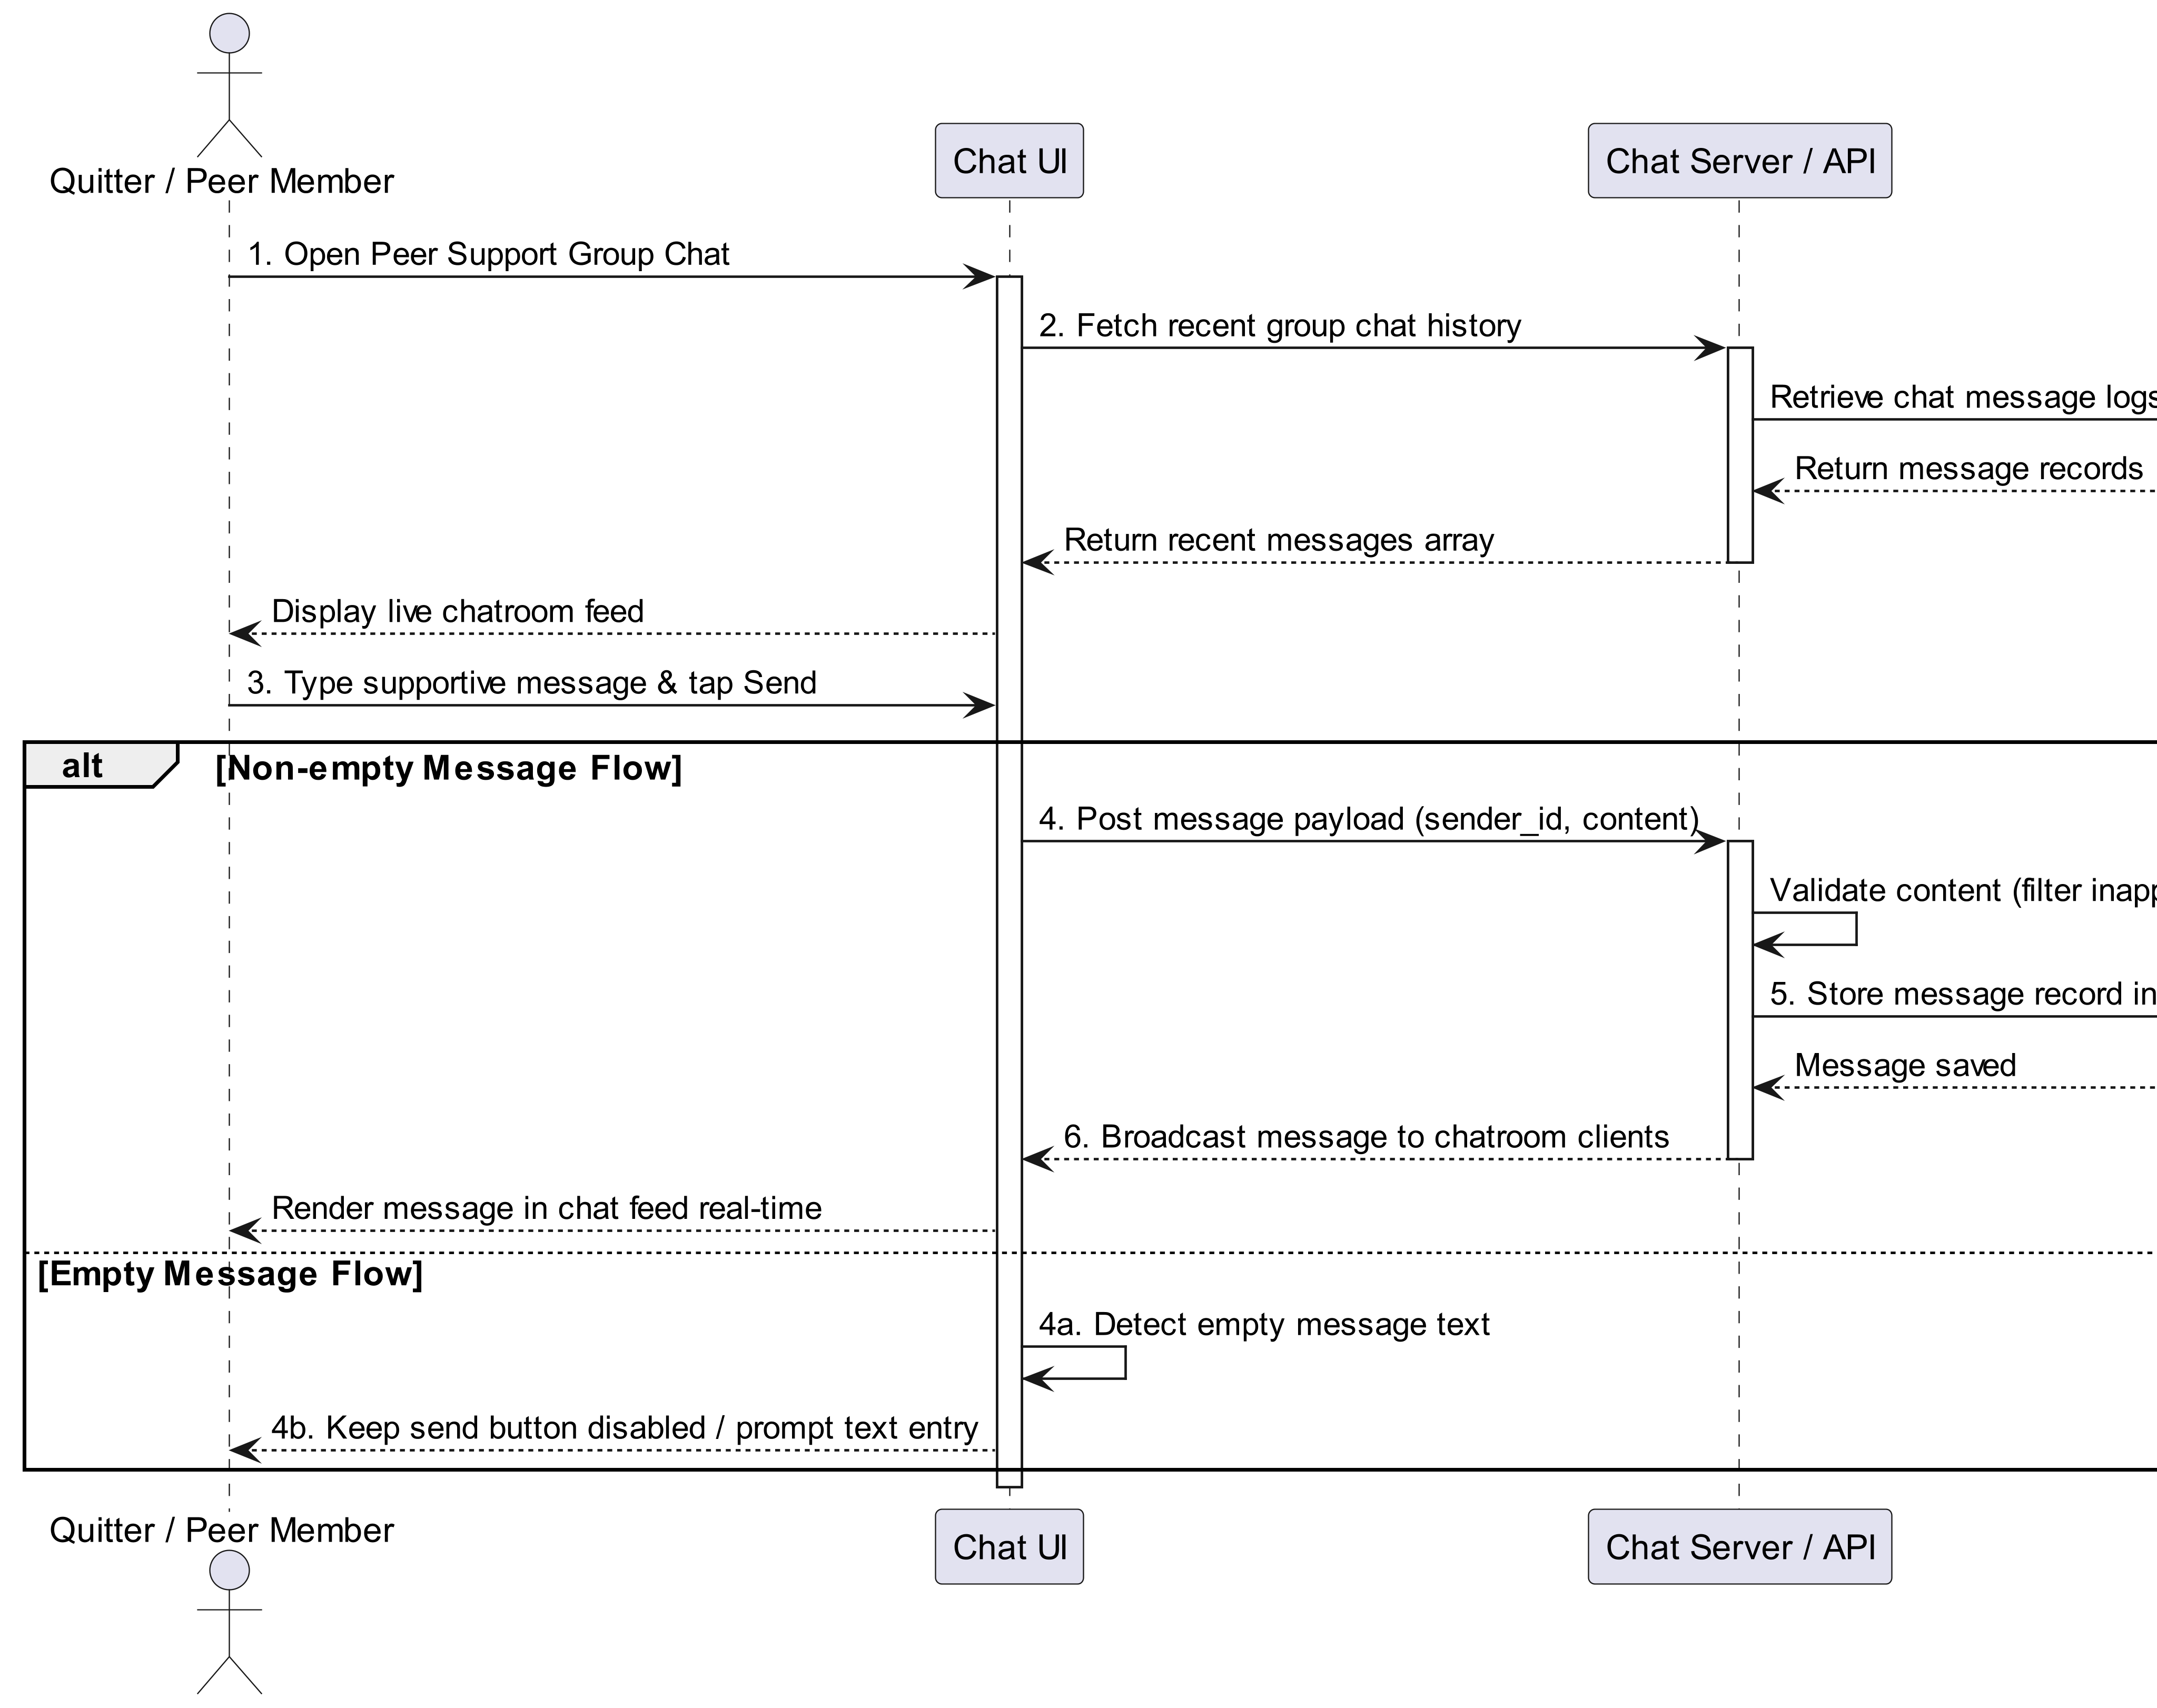 Quitter / Peer Member
Chat UI
Chat Server / API
1. Open Peer Support Group Chat
2. Fetch recent group chat history
Retrieve chat message logs
Return message records
Return recent messages array
Display live chatroom feed
3. Type supportive message & tap Send
alt
[Non-empty Message Flow]
4. Post message payload (sender_id, content)
Validate content (filter
5. Store message record in
Message saved
6. Broadcast message to chatroom clients
Render message in chat feed real-time
[Empty Message Flow]
4a. Detect empty message text
4b. Keep send button disabled / prompt text entry
Quitter / Peer Member
Chat UI
Chat Server / API